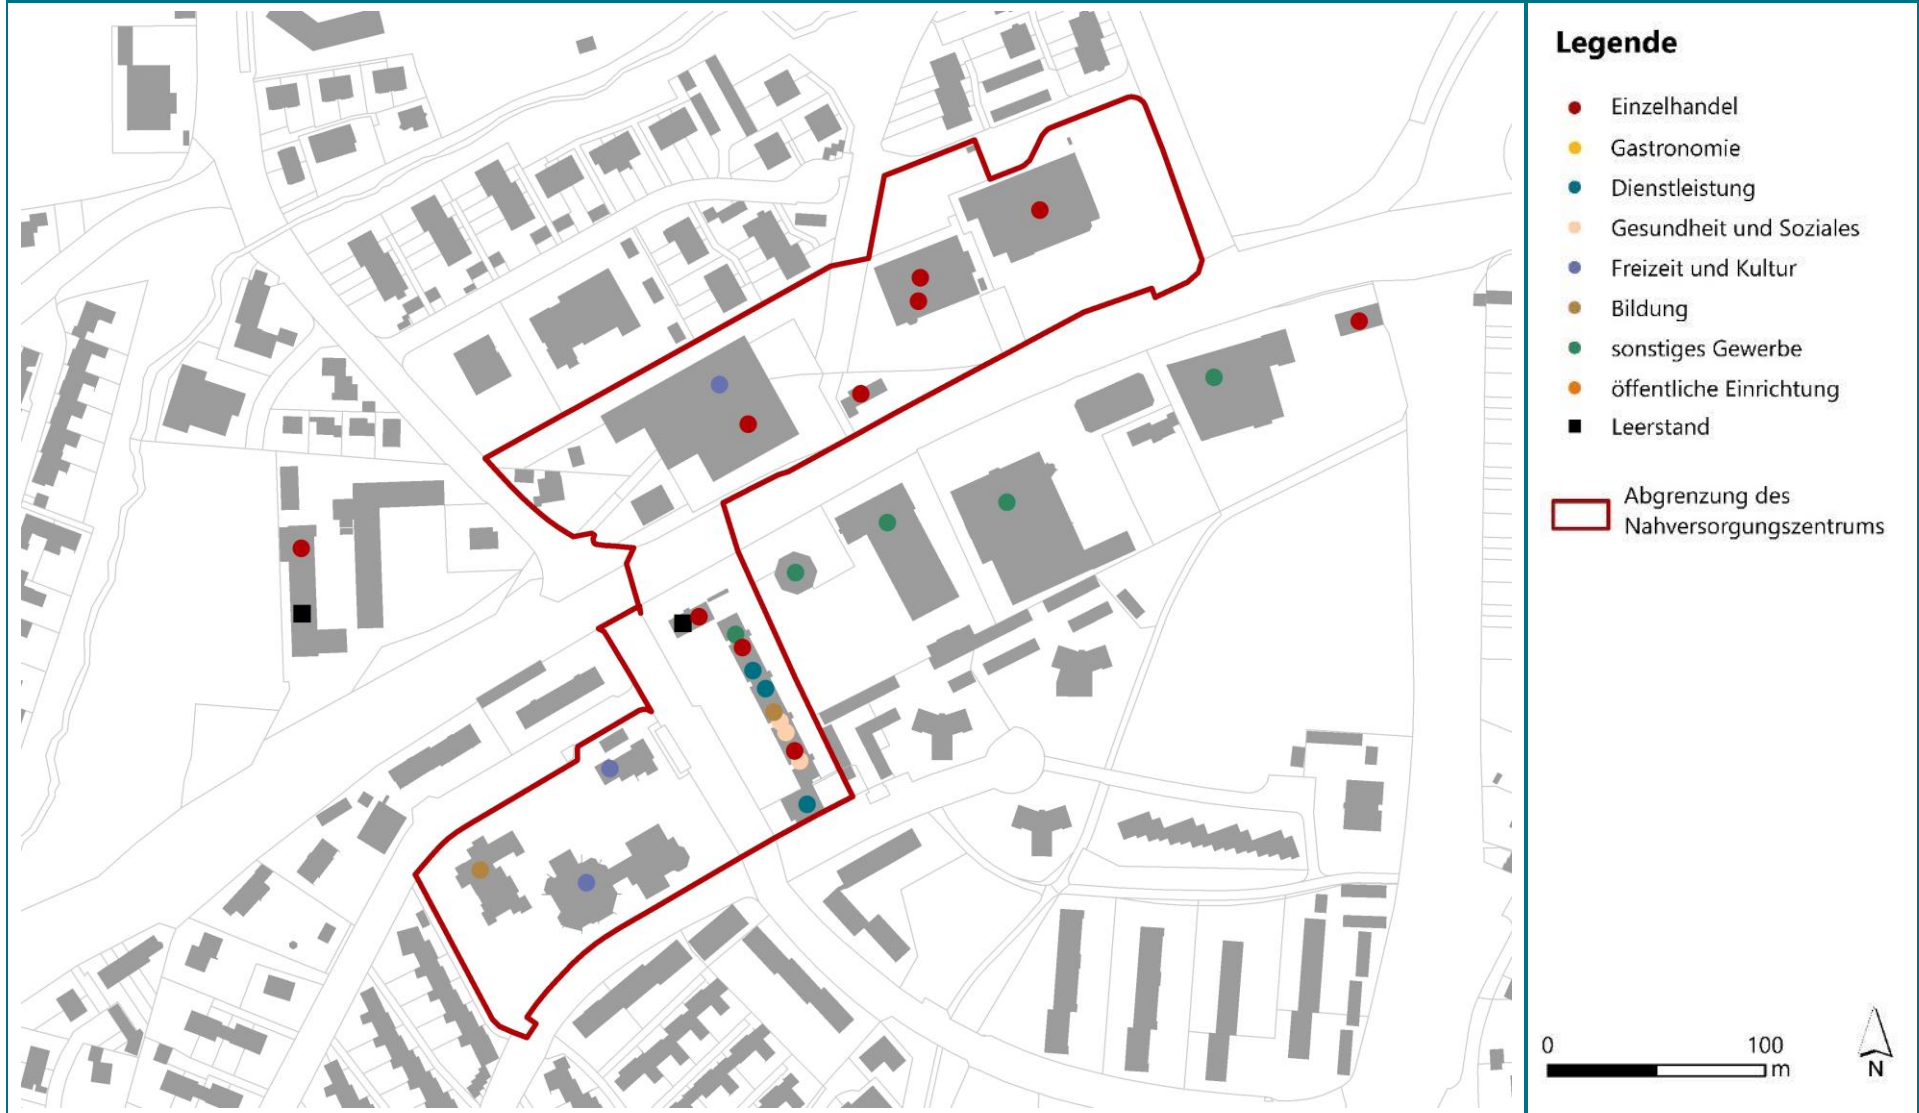 Legende
Einzelhandel
Gastronomie
Dienstleistung
Gesundheit und Soziales
Freizeit und Kultur
Bildung
sonstiges Gewerbe
öffentliche Einrichtung
Leerstand
Abgrenzung des
Nahversorgungszentrums
0 100
m
N